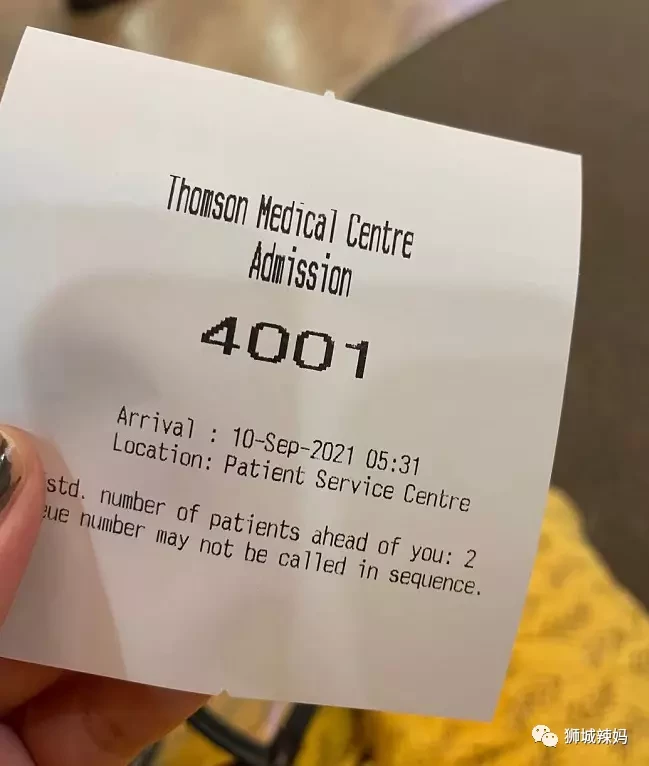 Thomson Medical Centre
Admission
4001
Arrival : 10-Sep-2021 05:31
Location: Patient Service Centre
std. number of patients ahead of you: 2
number may not be called in sequence.
狮城辣妈